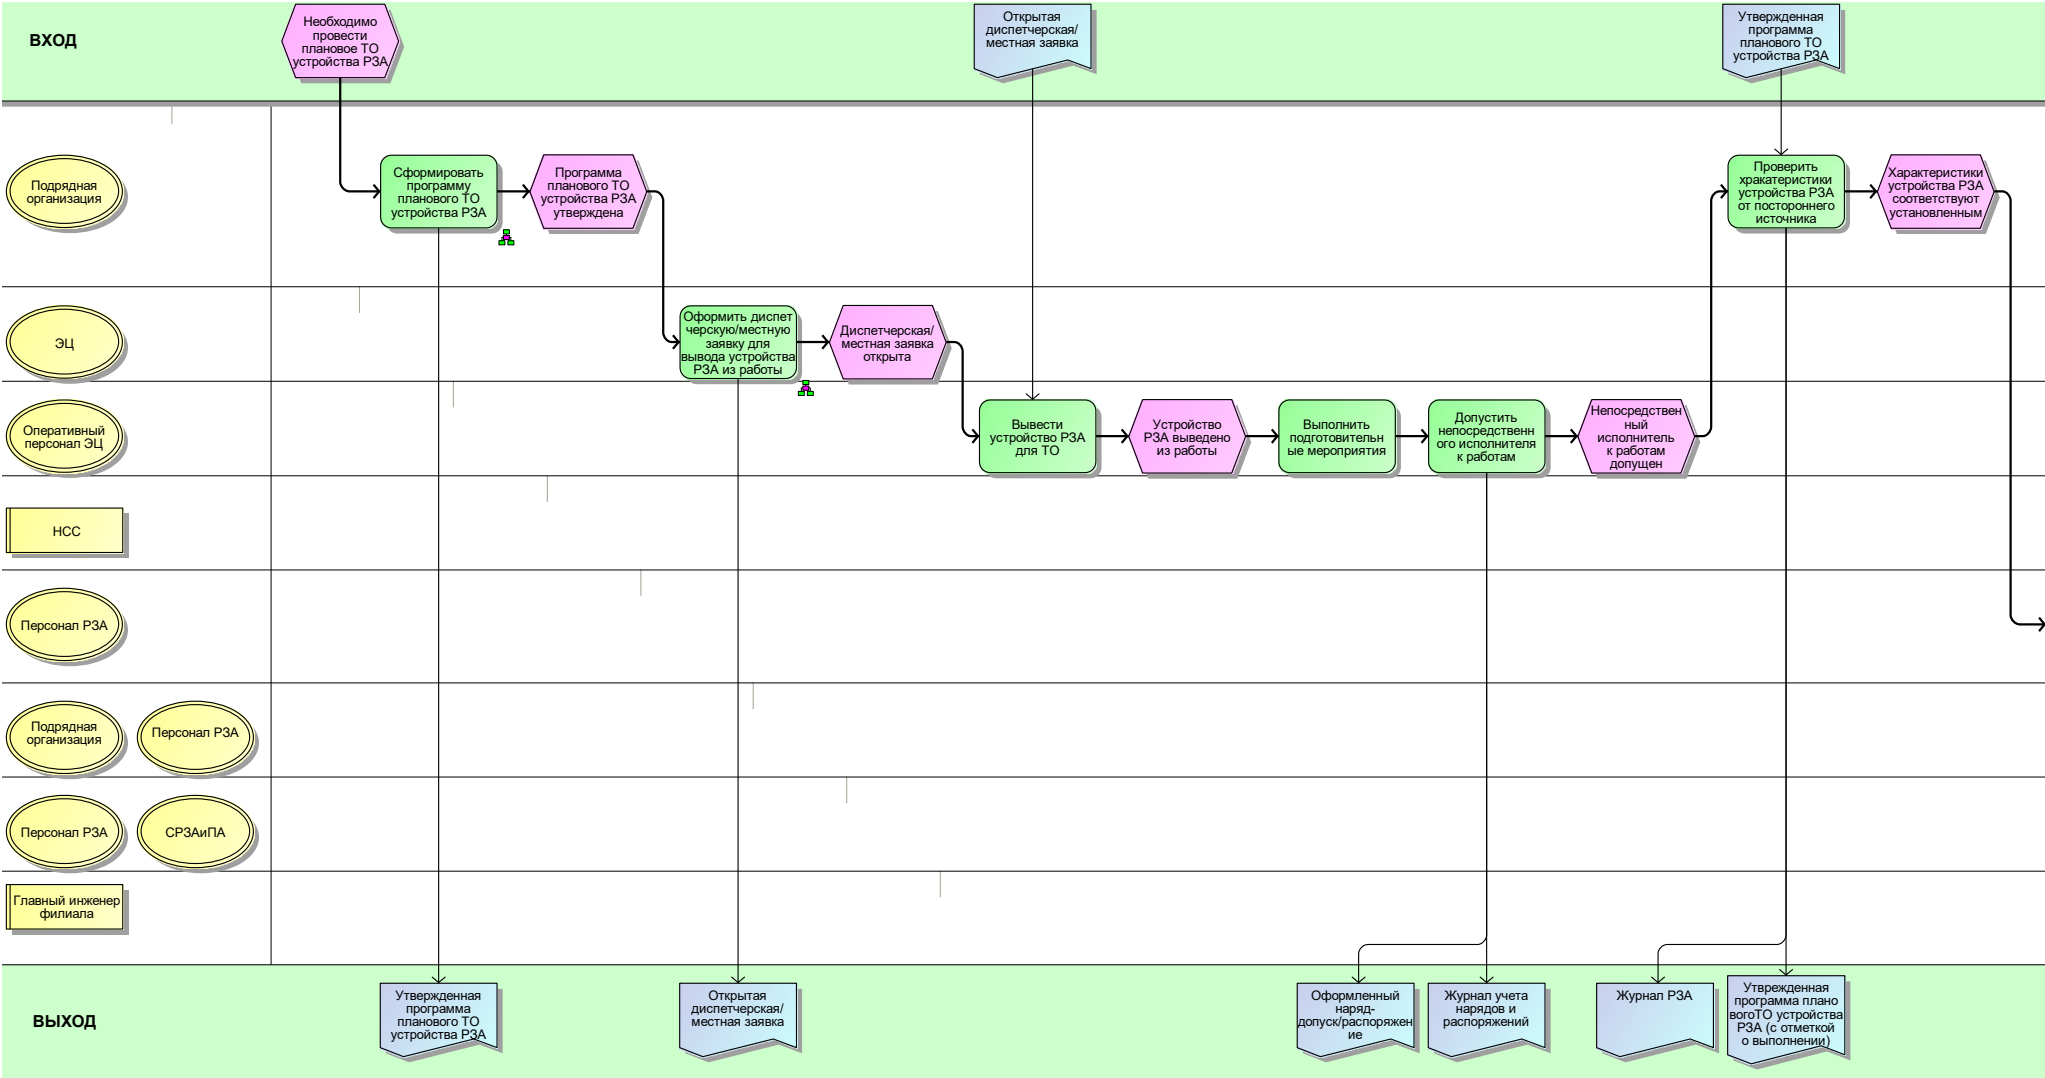 ВХОД
Необходимо
провести
плановое ТО
устройства РЗА
Открытая
диспетчерская/
местная заявка
Утвержденная
программа
планового ТО
устройства РЗА
Подрядная
организация
Сформировать
программу
планового ТО
устройства РЗА
Программа
планового ТО
устройства РЗА
утверждена
Проверить
хракатеристики
устройства РЗА
от постороннего
источника
Характеристики
устройства РЗА
соответствуют
установленным
ЭЦ
Оформить диспет
черскую/местную
заявку для
вывода устройства
РЗА из работы
Диспетчерская/
местная заявка
открыта
Оперативный
персонал ЭЦ
Вывести
устройство РЗА
для ТО
Устройство
РЗА выведено
из работы
Выполнить
подготовительн
ые мероприятия
Допустить
непосредственн
ого исполнителя
к работам
Непосредствен
ный
исполнитель
к работам
допущен
НСС
Персонал РЗА
Подрядная
организация
Персонал РЗА
Персонал РЗА
СРЗАиПА
Главный инженер
филиала
ВЫХОД
Утвержденная
программа
планового ТО
устройства РЗА
Открытая
диспетчерская/
местная заявка
Оформленный
наряд-
допуск/распоряжен
ие
Журнал учета
нарядов и
распоряжений
Журнал РЗА
Утврежденная
программа плано
вогоТО устройства
РЗА (с отметкой
о выполнении)